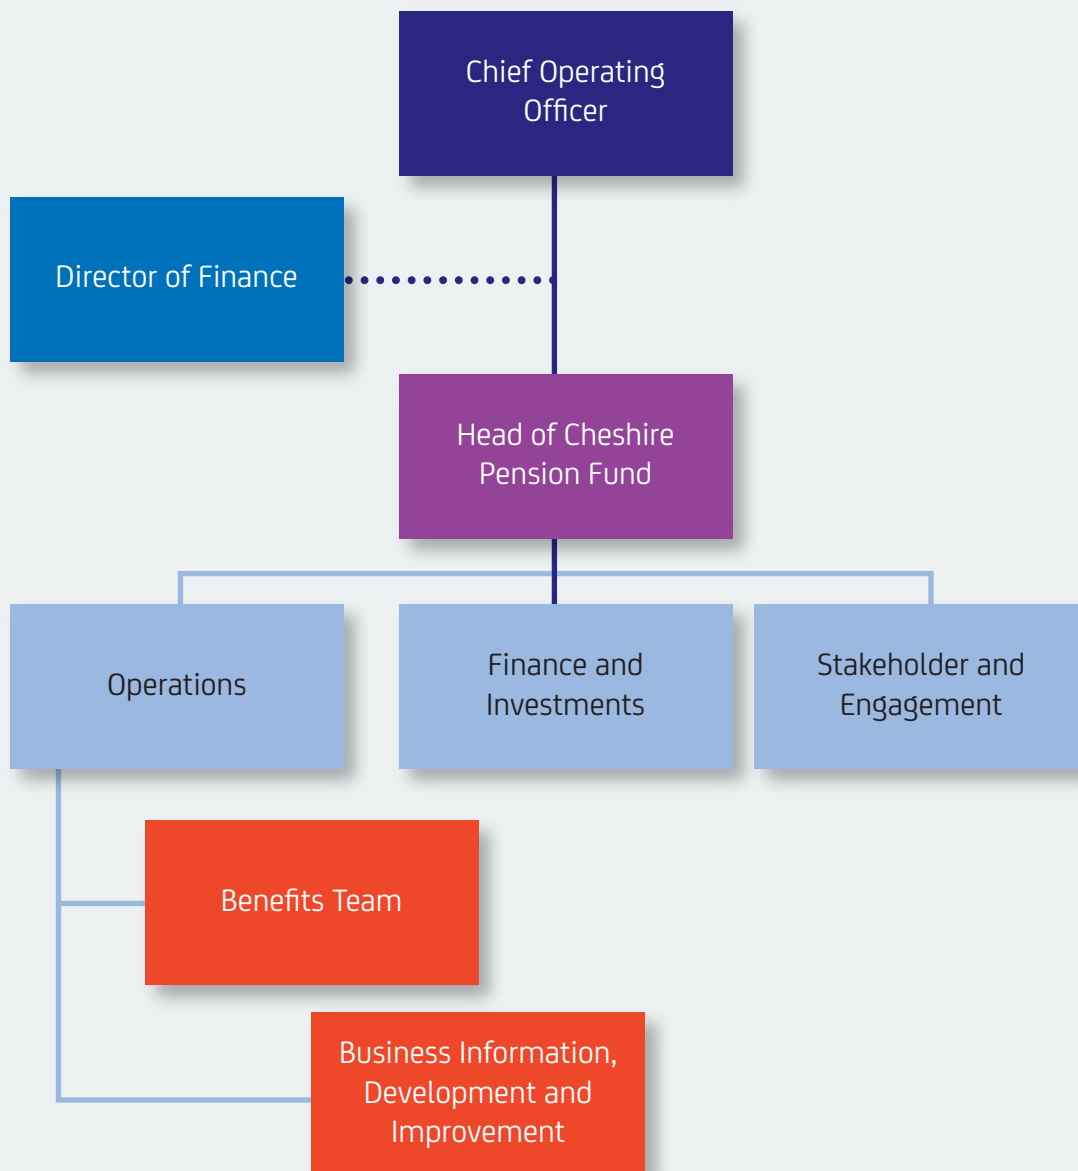 Chief Operating
Officer
Director of Finance
Head of Cheshire
Pension Fund
Operations
Finance and
Investments
Stakeholder and
Engagement
Benefits Team
Business Information,
Development and
Improvement